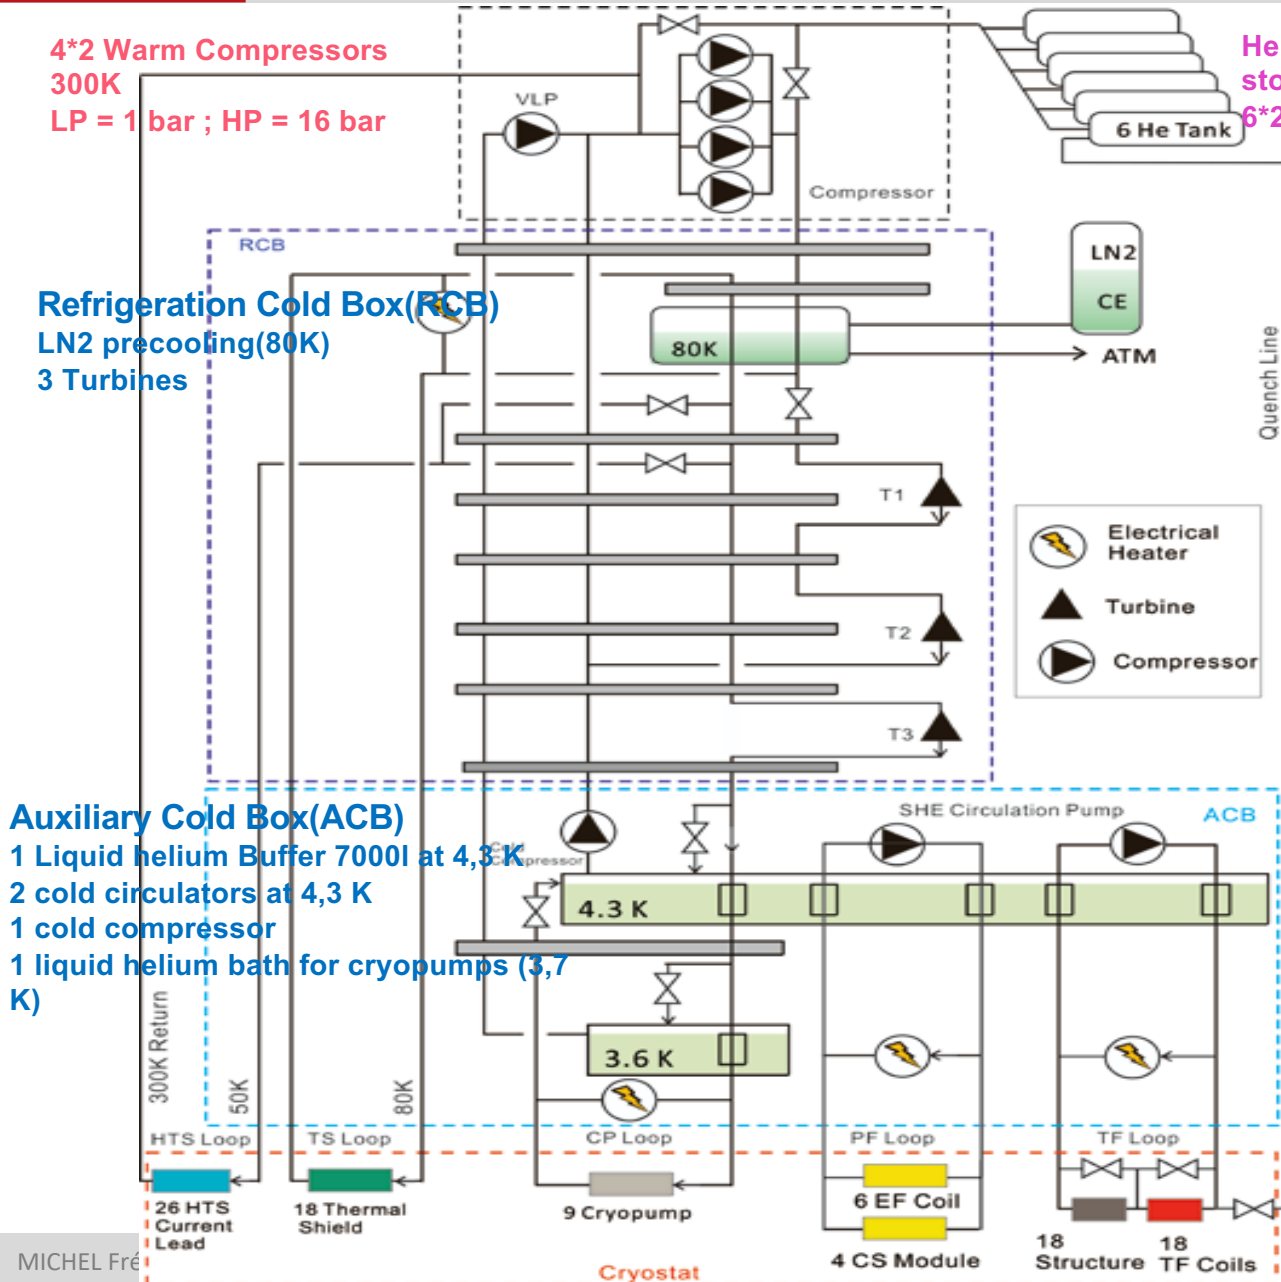 4*2 Warm Compressors
300K
LP = 1 bar ; HP = 16 bar
VLP
Compressor
He
6 He Tank
RCB
Refrigeration Cold Box(RCB)
LN2 precooling(80K)
3 Turbines
80K
LN2
CE
ATM
Quench Line
T1
T2
T3
Electrical
Heater
Turbine
Compressor
Auxiliary Cold Box(ACB)
1 Liquid helium Buffer 7000l at 4,3 K
2 cold circulators at 4,3 K
1 cold compressor
1 liquid helium bath for cryopumps (3,7
K)
Cold
Compressor
SHE Circulation Pump
ACB
4.3 K
3.6 K
300K Return
50K
80K
HTS Loop
TS Loop
CP Loop
PF Loop
TF Loop
26 HTS
Current
Lead
18 Thermal
Shield
9 Cryopump
6 EF Coil
4 CS Module
18
Structure
18
TF Coils
Cryostat
MICHEL Fré